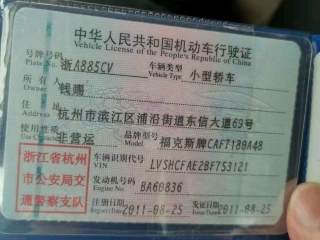 中华人民共和国机动车行驶证
Vehicle License of the People's Republic of China
号牌号码 浙A885CV 车辆类型 小型轿车
Plate No. Vehicle Type
所有人 钱赐
Owner
住址 杭州市滨江区浦沿街道东信大道69号
Address
使用性质 非营运 品牌型号 福克斯牌CAF7180A48
Use Character Model
浙江省杭州市公安局交通警察支队
车辆识别代号 LVSHCFAE2BF753121
VIN
发动机号码 BA60836
Engine No.
注册日期 2011-08-25 发证日期 2011-08-25
Register Date Issue Date